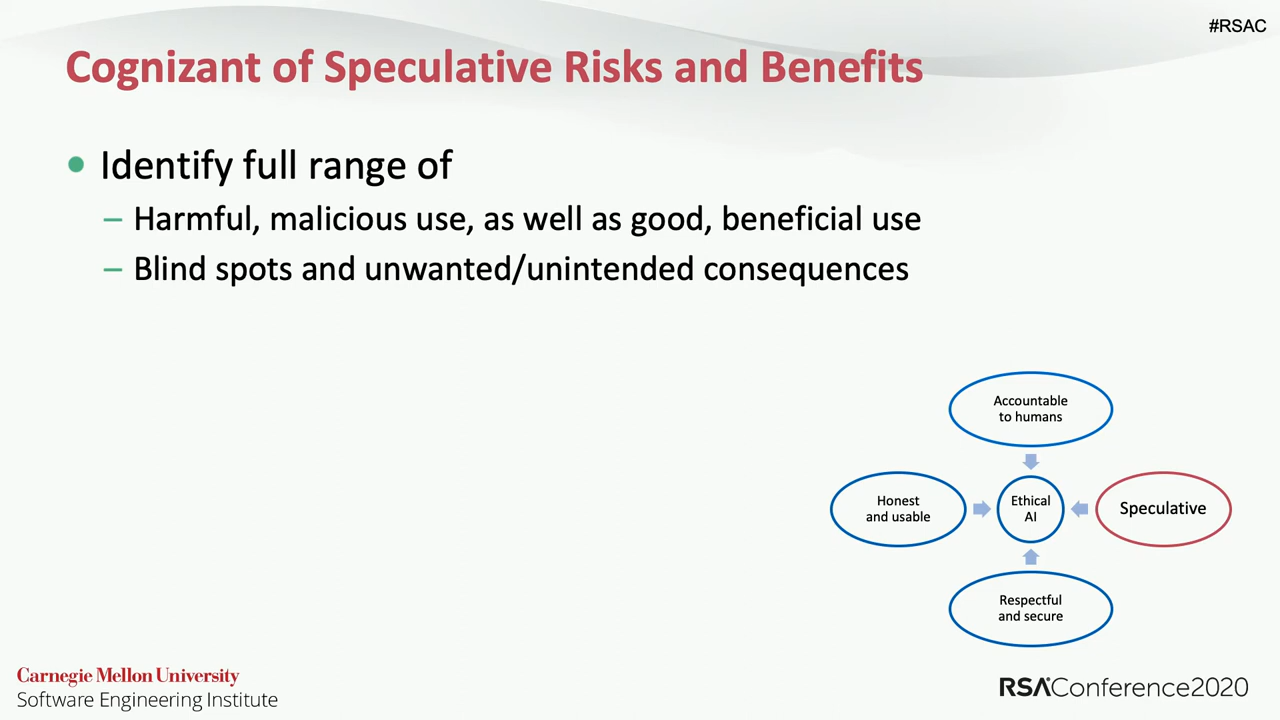 #RSAC
Cognizant of Speculative Risks and Benefits
• Identify full range of
– Harmful, malicious use, as well as good, beneficial use
– Blind spots and unwanted/unintended consequences
Accountable
to humans
Honest
and usable
Ethical
AI
Speculative
Respectful
and secure
Carnegie Mellon University
Software Engineering Institute
RSAConference2020